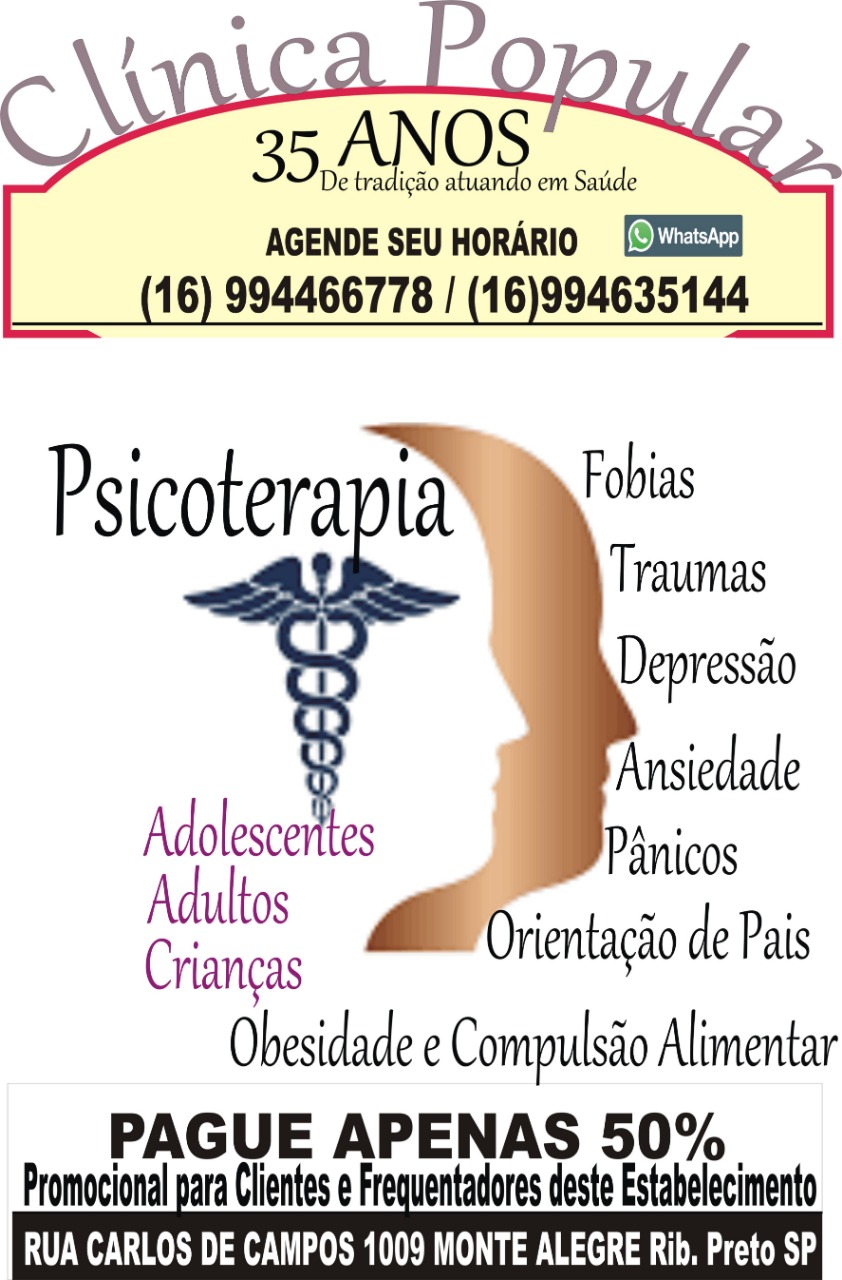 Clínica Popular
35 ANOS
De tradição atuando em Saúde
AGENDE SEU HORÁRIO
WhatsApp
(16) 994466778 / (16)994635144
Psicoterapia
Fobias
Traumas
Depressão
Ansiedade
Pânicos
Orientação de Pais
Adolescentes
Adultos
Crianças
Obesidade e Compulsão Alimentar
PAGUE APENAS 50%
Promocional para Clientes e Frequentadores deste Estabelecimento
RUA CARLOS DE CAMPOS 1009 MONTE ALEGRE Rib. Preto SP